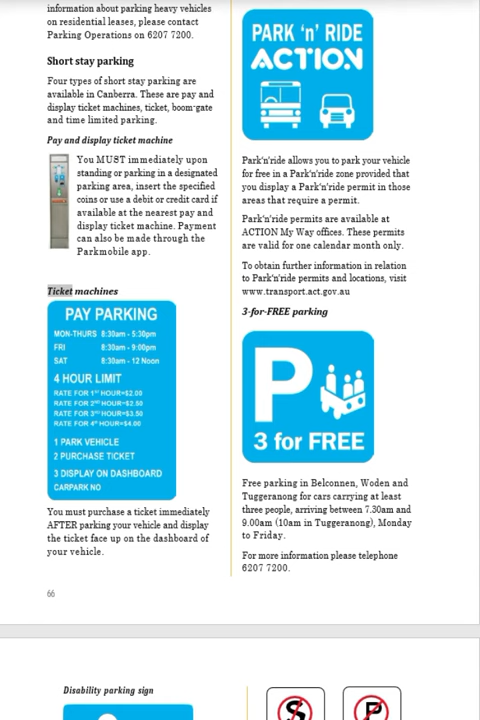 information about parking heavy vehicles
on residential leases, please contact
Parking Operations on 6207 7200.
Short stay parking
Four types of short stay parking are
available in Canberra. These are pay and
display ticket machines, ticket, boom-gate
and time limited parking.
Pay and display ticket machine
You MUST immediately upon
standing or parking in a designated
parking area, insert the specified
coins or use a debit or credit card if
available at the nearest pay and
display ticket machine. Payment
can also be made through the
Parkmobile app.
Ticket machines
PAY PARKING
MON-THURS 8:30am - 5:30pm
FRI 8:30am - 9:00pm
SAT 8:30am - 12 Noon
4 HOUR LIMIT
RATE FOR 1ST HOUR=$2.00
RATE FOR 2ND HOUR=$2.50
RATE FOR 3RD HOUR=$3.50
RATE FOR 4th HOUR=$4.00
1 PARK VEHICLE
2 PURCHASE TICKET
3 DISPLAY ON DASHBOARD
CARPARK NO
You must purchase a ticket immediately
AFTER parking your vehicle and display
the ticket face up on the dashboard of
your vehicle.
66
PARK 'n' RIDE
ACTION
Park'n'ride allows you to park your vehicle
for free in a Park'n'ride zone provided that
you display a Park'n'ride permit in those
areas that require a permit.
Park'n'ride permits are available at
ACTION My Way offices. These permits
are valid for one calendar month only.
To obtain further information in relation
to Park'n'ride permits and locations, visit
www.transport.act.gov.au
3-for-FREE parking
P
3 for FREE
Free parking in Belconnen, Woden and
Tuggeranong for cars carrying at least
three people, arriving between 7.30am and
9.00am (10am in Tuggeranong), Monday
to Friday.
For more information please telephone
6207 7200.
Disability parking sign
S
P